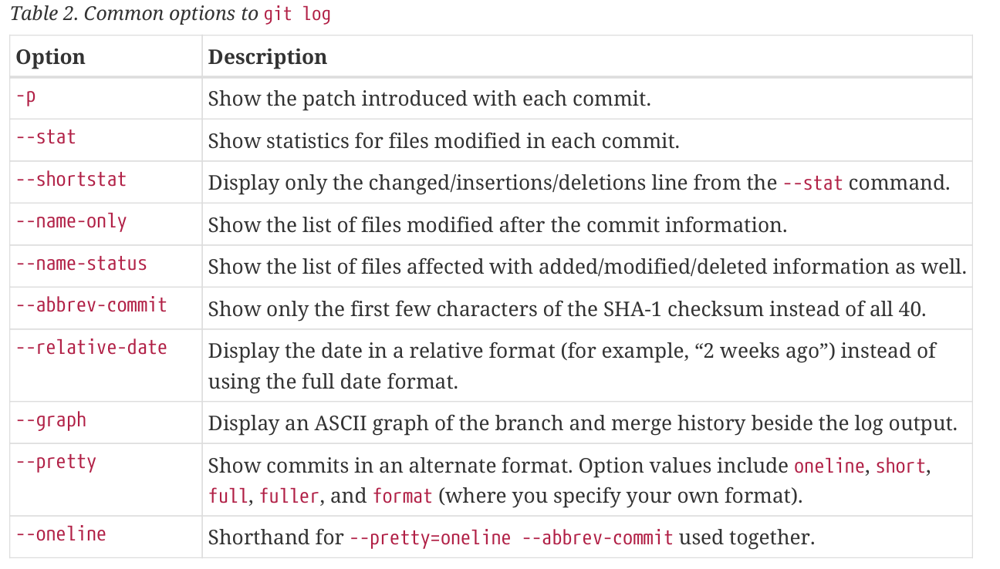 Table 2. Common options to git log
Option Description
-p Show the patch introduced with each commit.
--stat Show statistics for files modified in each commit.
--shortstat Display only the changed/insertions/deletions line from the --stat command.
--name-only Show the list of files modified after the commit information.
--name-status Show the list of files affected with added/modified/deleted information as well.
--abbrev-commit Show only the first few characters of the SHA-1 checksum instead of all 40.
--relative-date Display the date in a relative format (for example, “2 weeks ago”) instead of
using the full date format.
--graph Display an ASCII graph of the branch and merge history beside the log output.
--pretty Show commits in an alternate format. Option values include oneline, short,
full, fuller, and format (where you specify your own format).
--oneline Shorthand for --pretty=oneline --abbrev-commit used together.